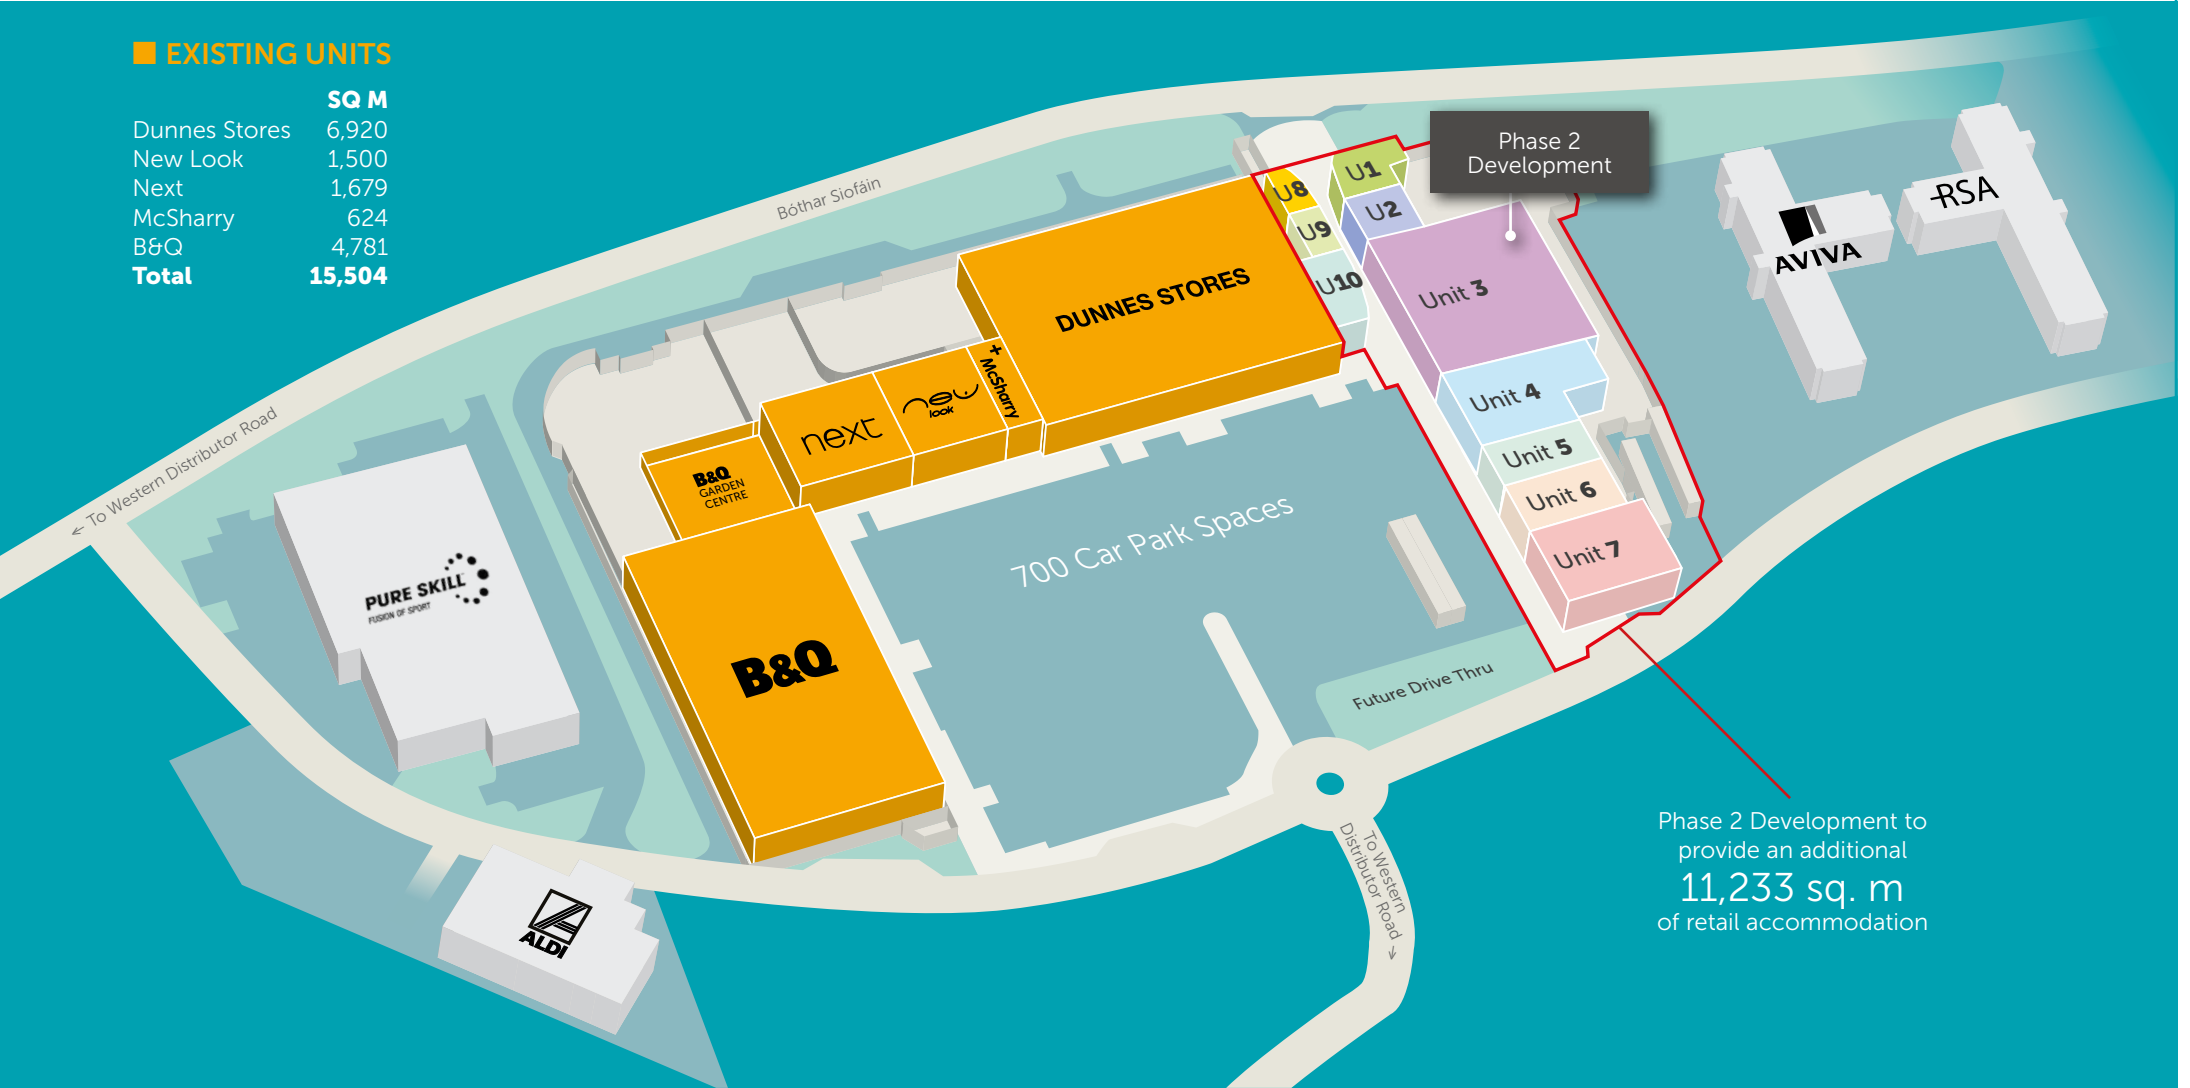 EXISTING UNITS
SQ M
Dunnes Stores 6,920
New Look 1,500
Next 1,679
McSharry 624
B&Q 4,781
Total 15,504
Phase 2
Development
Bóthar Siofáin
← To Western Distributor Road
U1
U2
U8
U9
U10
Unit 3
Unit 4
Unit 5
Unit 6
Unit 7
DUNNES STORES
+ McSharry
new
look
next
B&Q
GARDEN
CENTRE
B&Q
PURE SKILL
FUSION OF SPORT
ALDI
AVIVA
RSA
700 Car Park Spaces
Future Drive Thru
To Western
Distributor Road →
Phase 2 Development to
provide an additional
11,233 sq. m
of retail accommodation